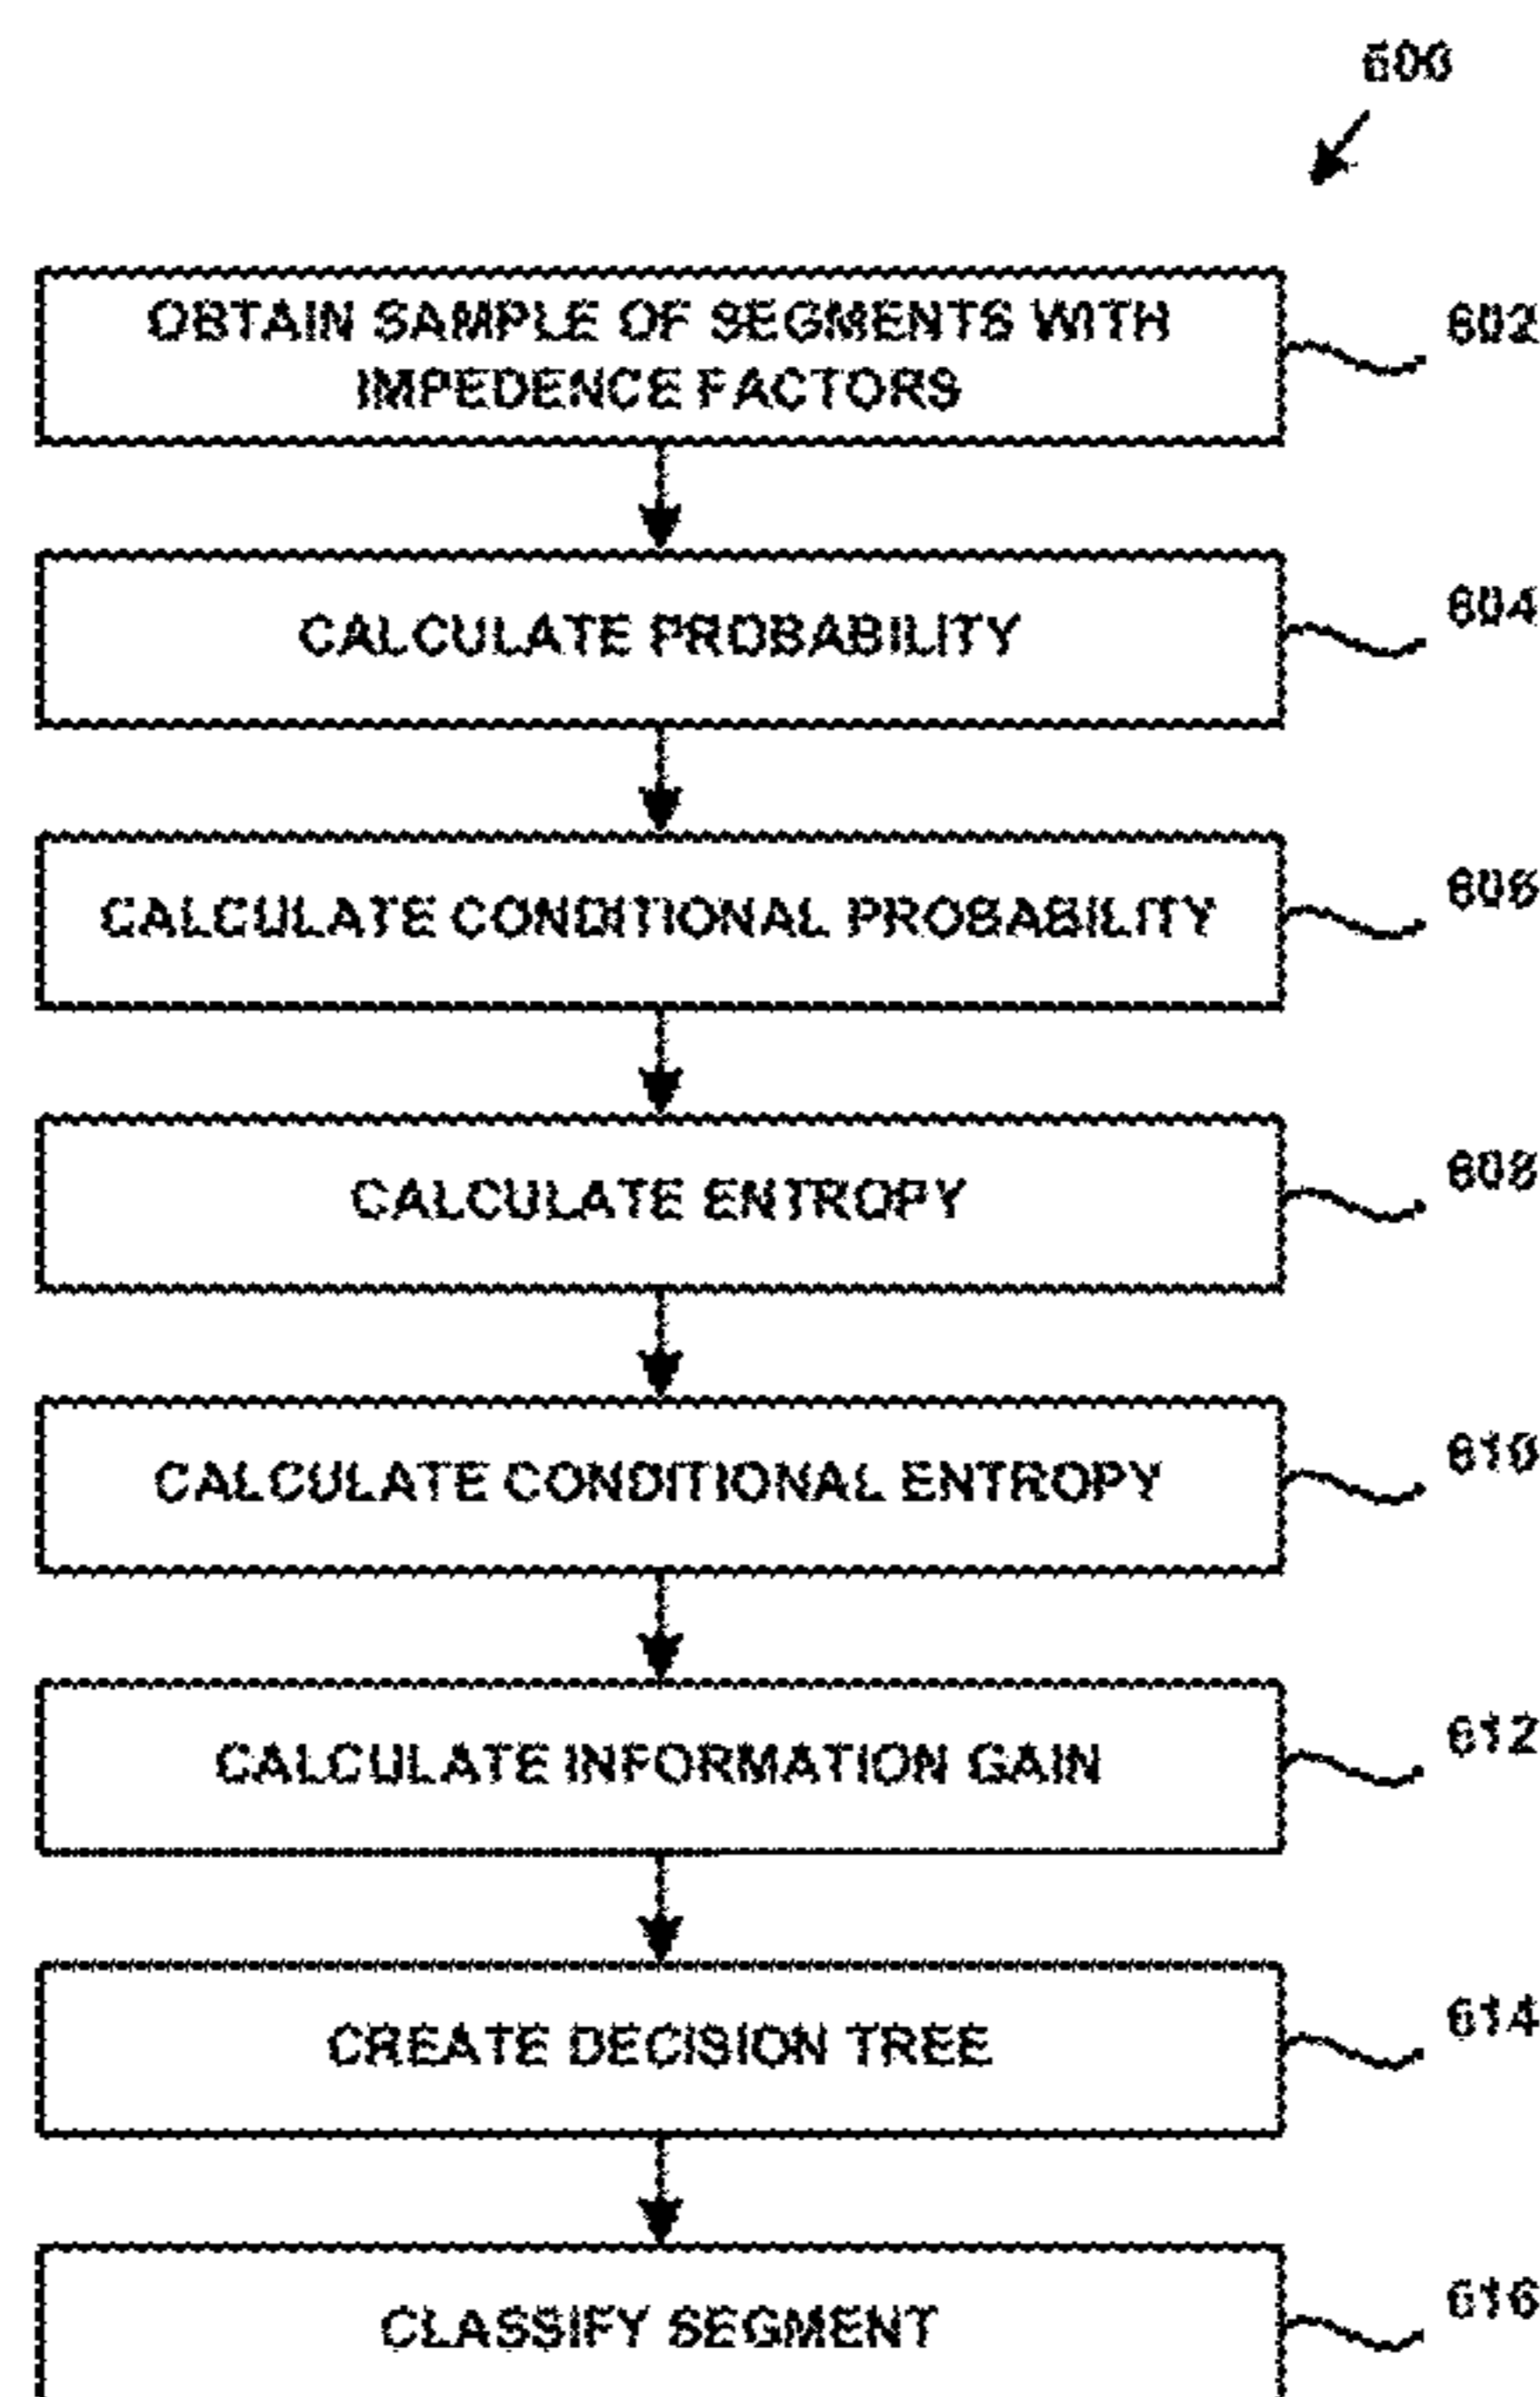 600
OBTAIN SAMPLE OF SEGMENTS WITH
IMPEDENCE FACTORS
602
CALCULATE PROBABILITY
604
CALCULATE CONDITIONAL PROBABILITY
606
CALCULATE ENTROPY
608
CALCULATE CONDITIONAL ENTROPY
610
CALCULATE INFORMATION GAIN
612
CREATE DECISION TREE
614
CLASSIFY SEGMENT
616